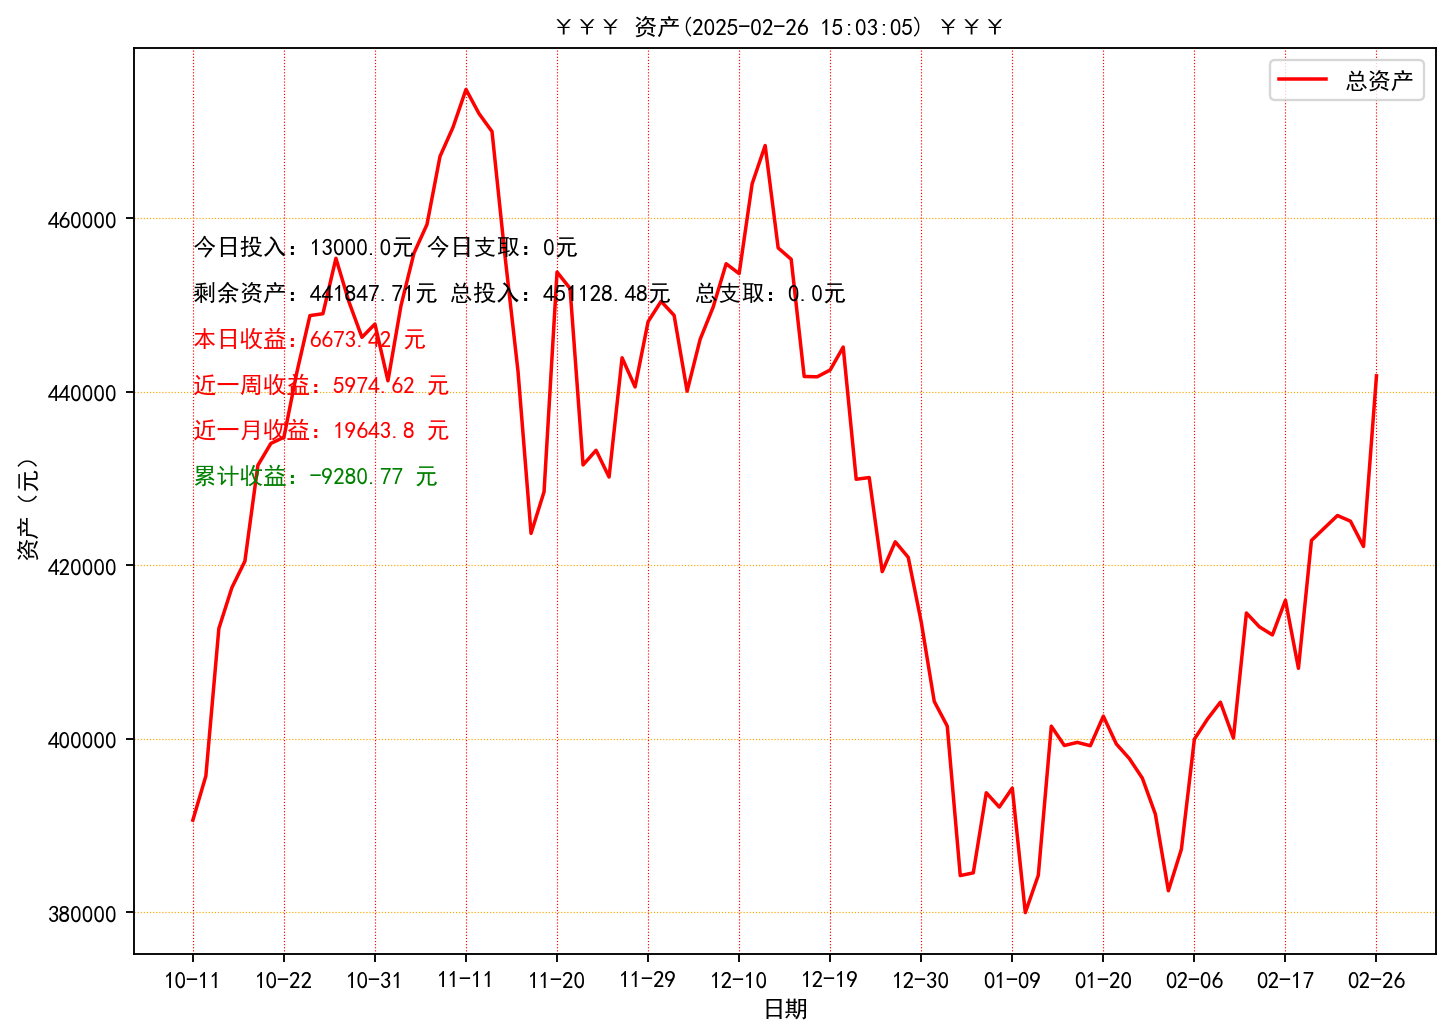 ￥￥￥ 资产(2025-02-26 15:03:05) ￥￥￥
总资产
460000
今日投入: 13000.0元 今日支取: 0元
剩余资产: 441847.71元 总投入: 451128.48元 总支取: 0.0元
本日收益: 6673.42 元
440000
近一周收益: 5974.62 元
近一月收益: 19643.8 元
累计收益: -9280.77 元
资产（元）
420000
400000
380000
10-11 10-22 10-31 11-11 11-20 11-29 12-10 12-19 12-30 01-09 01-20 02-06 02-17 02-26
日期